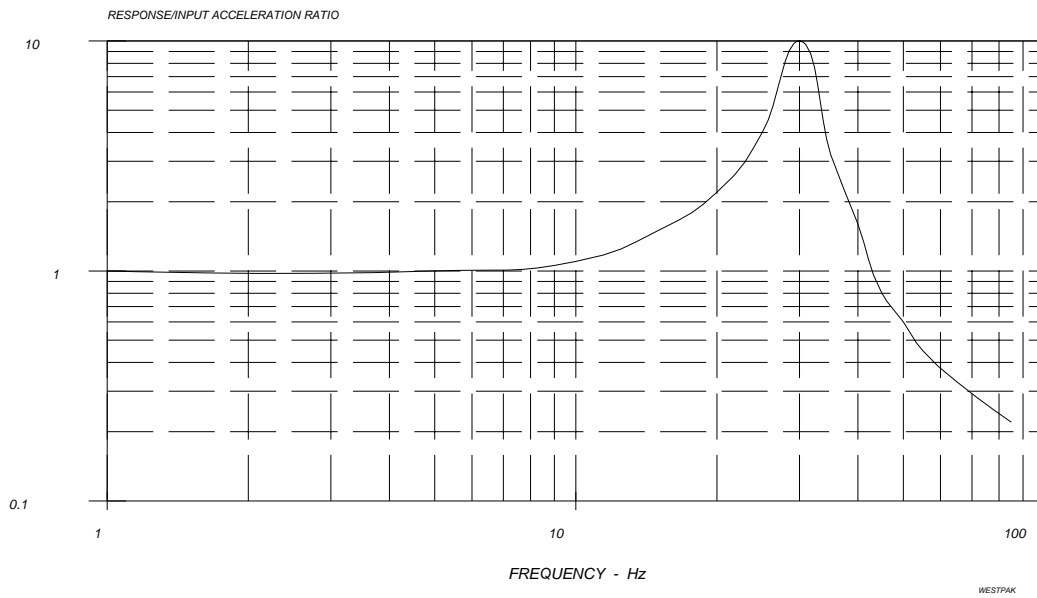 RESPONSE/INPUT ACCELERATION RATIO
10
1
0.1
1 10 100
FREQUENCY - Hz
WESTPAK